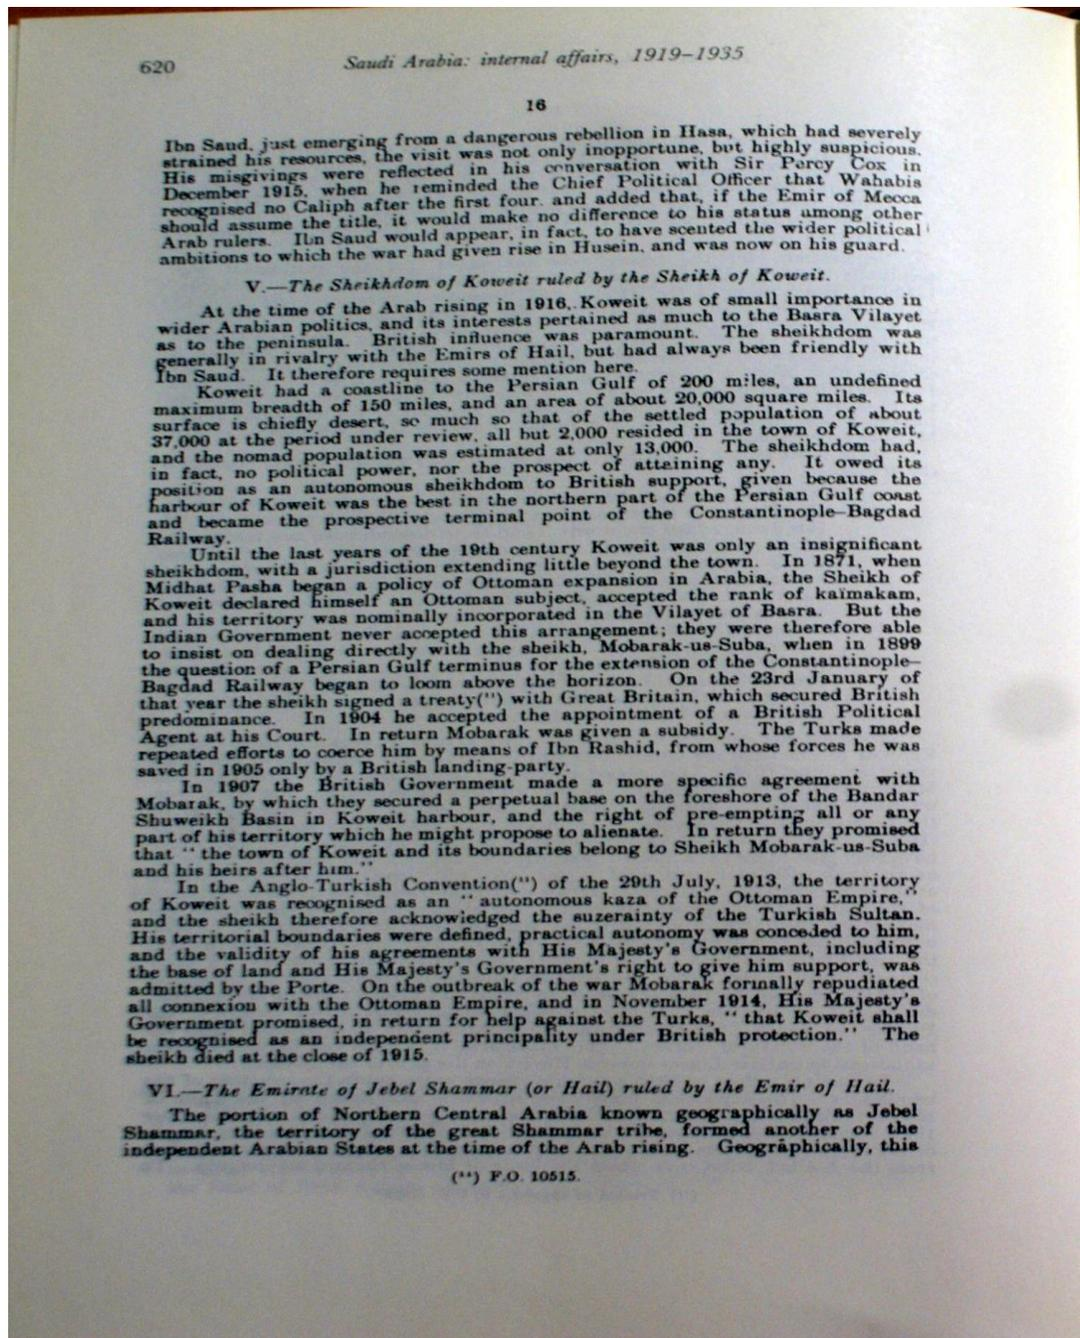 620
Saudi Arabia: internal affairs, 1919–1935
16
Ibn Saud, just emerging from a dangerous rebellion in Hasa, which had severely
strained his resources, the visit was not only inopportune, but highly suspicious.
His misgivings were reflected in his conversation with Sir Percy Cox in
December 1915, when he reminded the Chief Political Officer that Wahabis
recognised no Caliph after the first four, and added that, if the Emir of Mecca
should assume the title, it would make no difference to his status among other
Arab rulers. Ibn Saud would appear, in fact, to have scented the wider political
ambitions to which the war had given rise in Husein, and was now on his guard.
V.—The Sheikhdom of Koweit ruled by the Sheikh of Koweit.
At the time of the Arab rising in 1916, Koweit was of small importance in
wider Arabian politics, and its interests pertained as much to the Basra Vilayet
as to the peninsula. British influence was paramount. The sheikhdom was
generally in rivalry with the Emirs of Hail, but had always been friendly with
Ibn Saud. It therefore requires some mention here.
Koweit had a coastline to the Persian Gulf of 200 miles, an undefined
maximum breadth of 150 miles, and an area of about 20,000 square miles. Its
surface is chiefly desert, so much so that of the settled population of about
37,000 at the period under review, all but 2,000 resided in the town of Koweit,
and the nomad population was estimated at only 13,000. The sheikhdom had,
in fact, no political power, nor the prospect of attaining any. It owed its
position as an autonomous sheikhdom to British support, given because the
harbour of Koweit was the best in the northern part of the Persian Gulf coast
and became the prospective terminal point of the Constantinople–Bagdad
Railway.
Until the last years of the 19th century Koweit was only an insignificant
sheikhdom, with a jurisdiction extending little beyond the town. In 1871, when
Midhat Pasha began a policy of Ottoman expansion in Arabia, the Sheikh of
Koweit declared himself an Ottoman subject, accepted the rank of kaïmakam,
and his territory was nominally incorporated in the Vilayet of Basra. But the
Indian Government never accepted this arrangement; they were therefore able
to insist on dealing directly with the sheikh, Mobarak-us-Suba, when in 1899
the question of a Persian Gulf terminus for the extension of the Constantinople–
Bagdad Railway began to loom above the horizon. On the 23rd January of
that year the sheikh signed a treaty with Great Britain, which secured British
predominance. In 1904 he accepted the appointment of a British Political
Agent at his Court. In return Mobarak was given a subsidy. The Turks made
repeated efforts to coerce him by means of Ibn Rashid, from whose forces he was
saved in 1905 only by a British landing-party.
In 1907 the British Government made a more specific agreement with
Mobarak, by which they secured a perpetual base on the foreshore of the Bandar
Shuweikh Basin in Koweit harbour, and the right of pre-empting all or any
part of his territory which he might propose to alienate. In return they promised
that " the town of Koweit and its boundaries belong to Sheikh Mobarak-us-Suba
and his heirs after him."
In the Anglo-Turkish Convention of the 29th July, 1913, the territory
of Koweit was recognised as an " autonomous kaza of the Ottoman Empire,"
and the sheikh therefore acknowledged the suzerainty of the Turkish Sultan.
His territorial boundaries were defined, practical autonomy was conceded to him,
and the validity of his agreements with His Majesty's Government, including
the base of land and His Majesty's Government's right to give him support, was
admitted by the Porte. On the outbreak of the war Mobarak formally repudiated
all connexion with the Ottoman Empire, and in November 1914, His Majesty's
Government promised, in return for help against the Turks, " that Koweit shall
be recognised as an independent principality under British protection." The
sheikh died at the close of 1915.
VI.—The Emirate of Jebel Shammar (or Hail) ruled by the Emir of Hail.
The portion of Northern Central Arabia known geographically as Jebel
Shammar, the territory of the great Shammar tribe, formed another of the
independent Arabian States at the time of the Arab rising. Geographically, this
F.O. 10515.